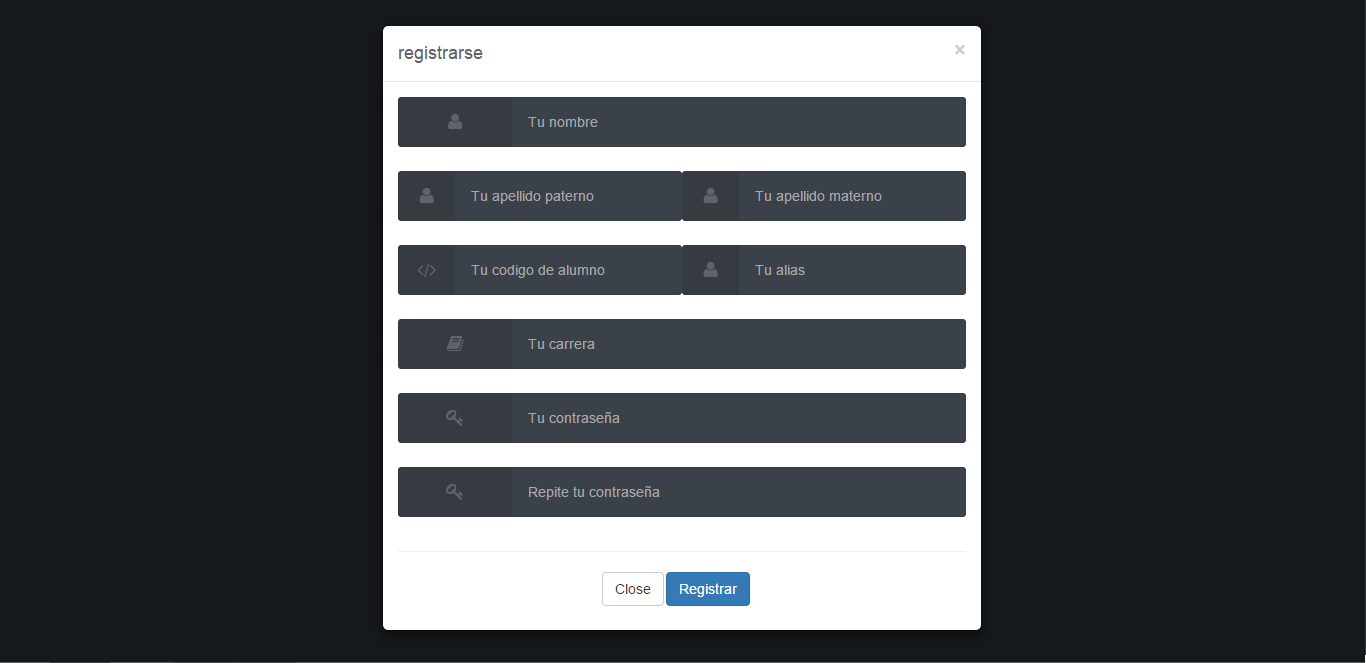 registrarse ×
Tu nombre
Tu apellido paterno Tu apellido materno
Tu codigo de alumno Tu alias
Tu carrera
Tu contraseña
Repite tu contraseña
Close Registrar